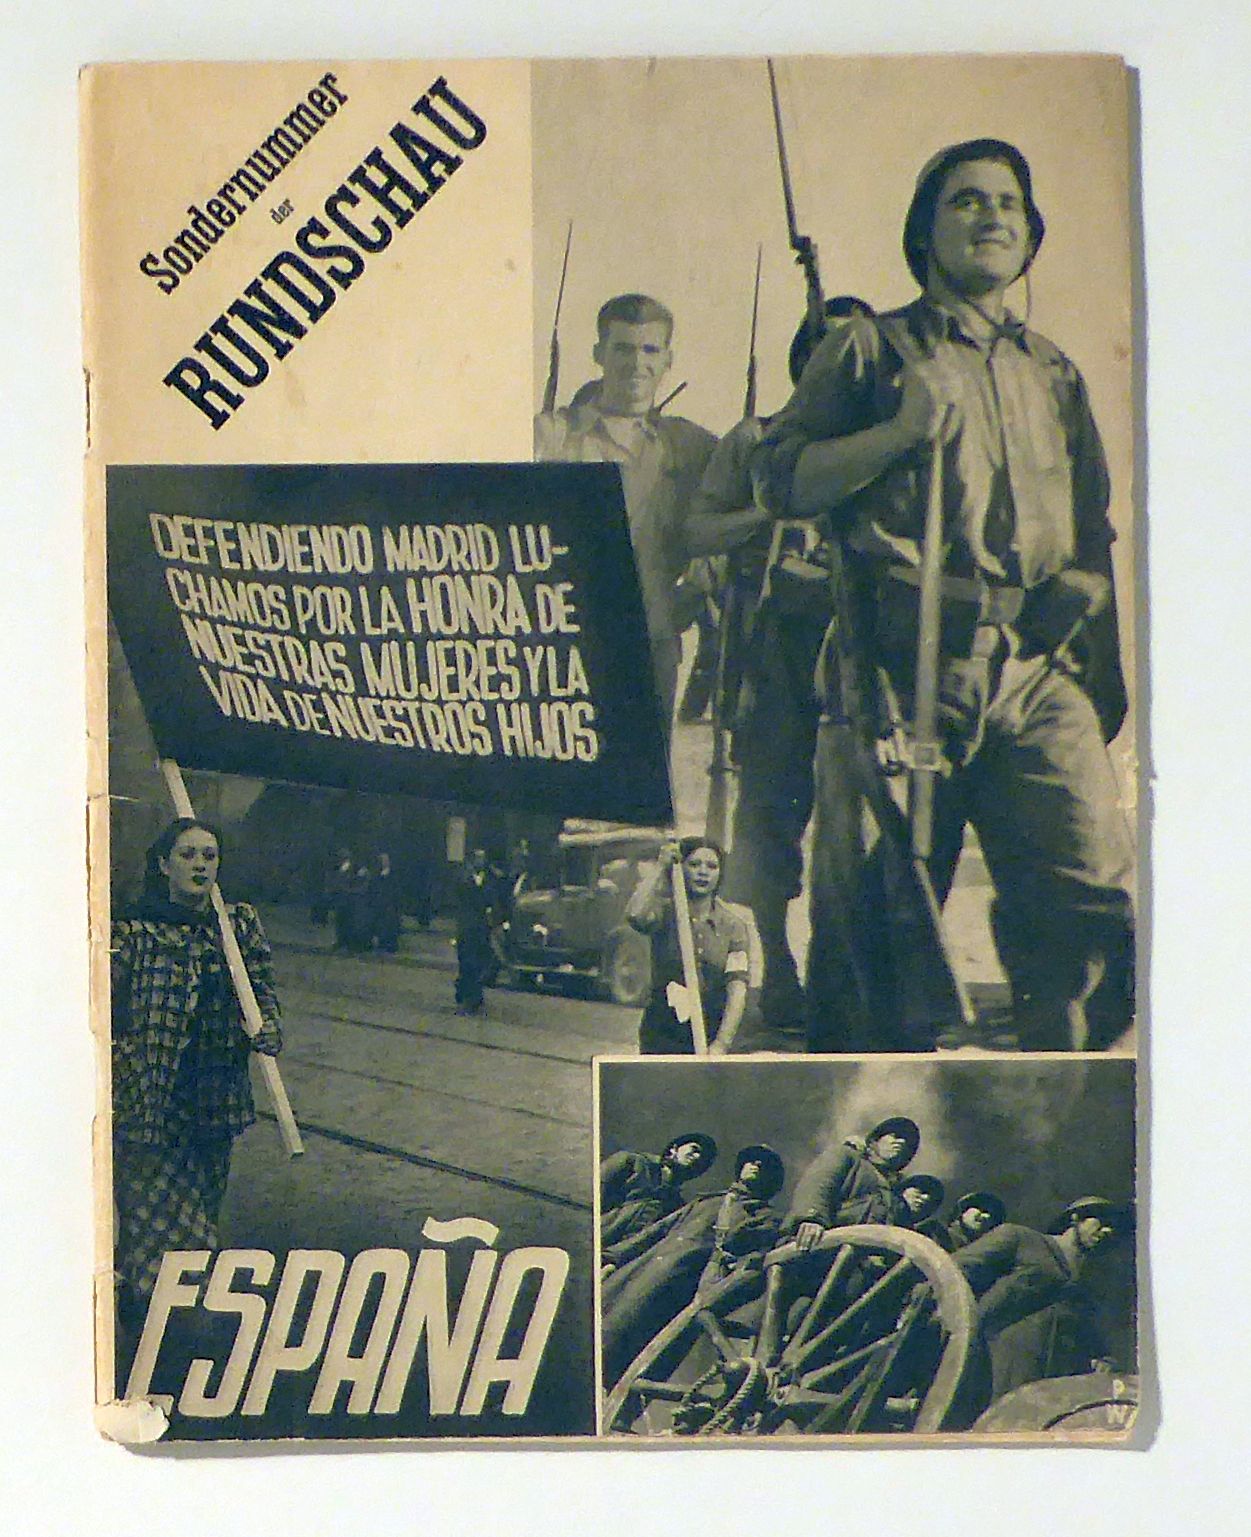 Sondernummer
der
RUNDSCHAU
DEFENDIENDO MADRID LU-
CHAMOS POR LA HONRA DE
NUESTRAS MUJERES Y LA
VIDA DE NUESTROS HIJOS
ESPAÑA
P
W